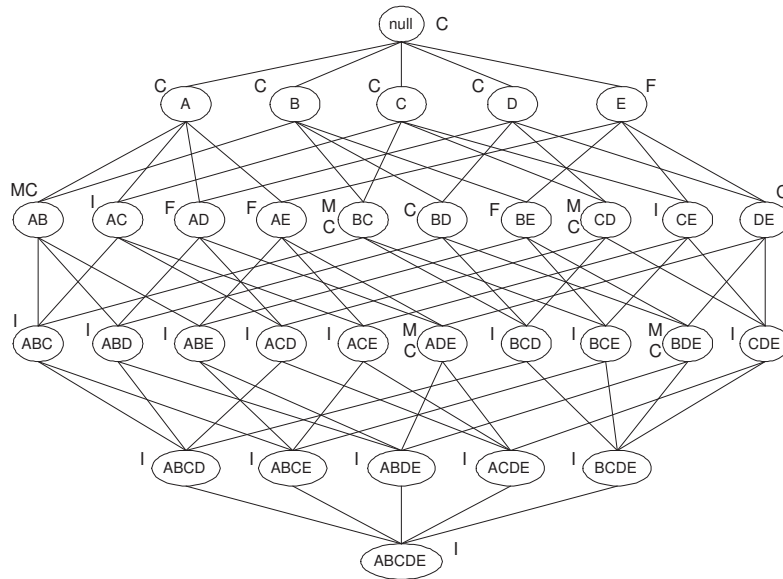 null C
C C C C F
A B C D E
MC I F F M C F M I C
AB AC AD AE C BC BD BE C CD CE DE
I I I I I M I I M I
ABC ABD ABE ACD ACE C ADE BCD BCE C BDE CDE
I I I I I
ABCD ABCE ABDE ACDE BCDE
ABCDE I